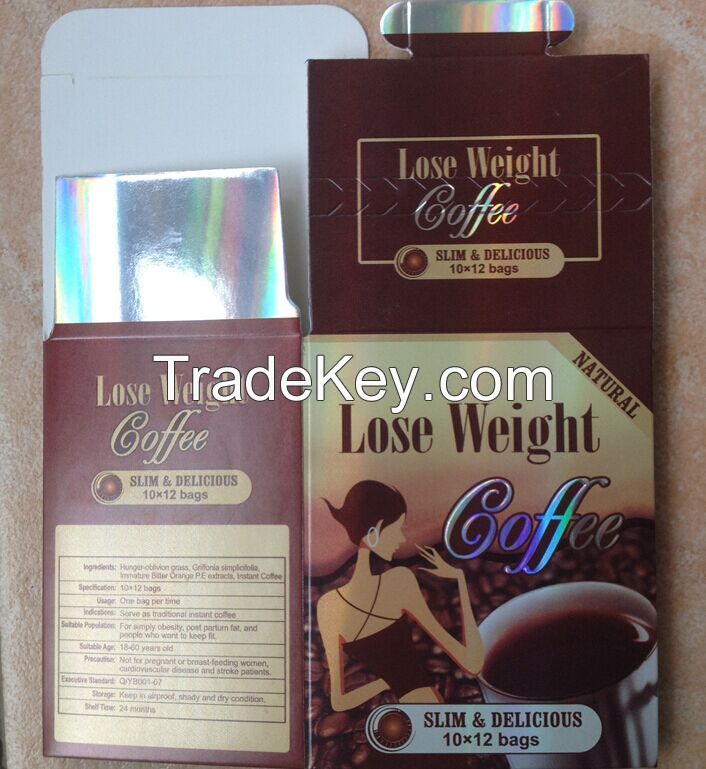 Lose Weight
Coffee
SLIM & DELICIOUS
10×12 bags
TradeKey.com
Lose Weight
Coffee
SLIM & DELICIOUS
10×12 bags
Ingredients: Hunger-oblivion grass, Griffonia simplicifolia,
Immature Bitter Orange P.E extracts, Instant Coffee
Specification: 10×12 bags
Usage: One bag per time
Indications: Serve as traditional instant coffee
Suitable Population: For simply obesity, post partum fat, and
people who want to keep fit.
Suitable Age: 18-60 years old
Precaution: Not for pregnant or breast-feeding women,
cardiovascular disease and stroke patients.
Executive Standard: Q/YB001-07
Storage: Keep in airproof, shady and dry condition.
Shelf Time: 24 months
NATURAL
Lose Weight
Coffee
SLIM & DELICIOUS
10×12 bags